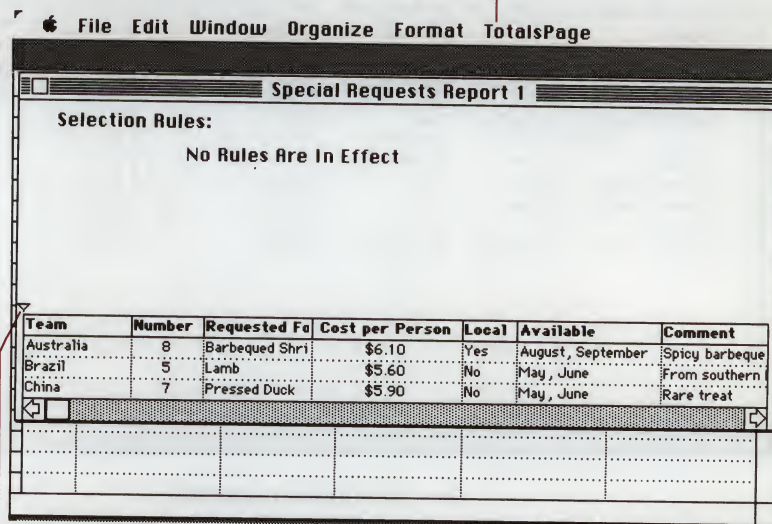 File Edit Window Organize Format TotalsPage
Special Requests Report 1
Selection Rules:
No Rules Are In Effect
Team Number Requested Fo Cost per Person Local Available Comment
Australia 8 Barbequed Shri $6.10 Yes August, September Spicy barbeque
Brazil 5 Lamb $5.60 No May, June From southern
China 7 Pressed Duck $5.90 No May, June Rare treat